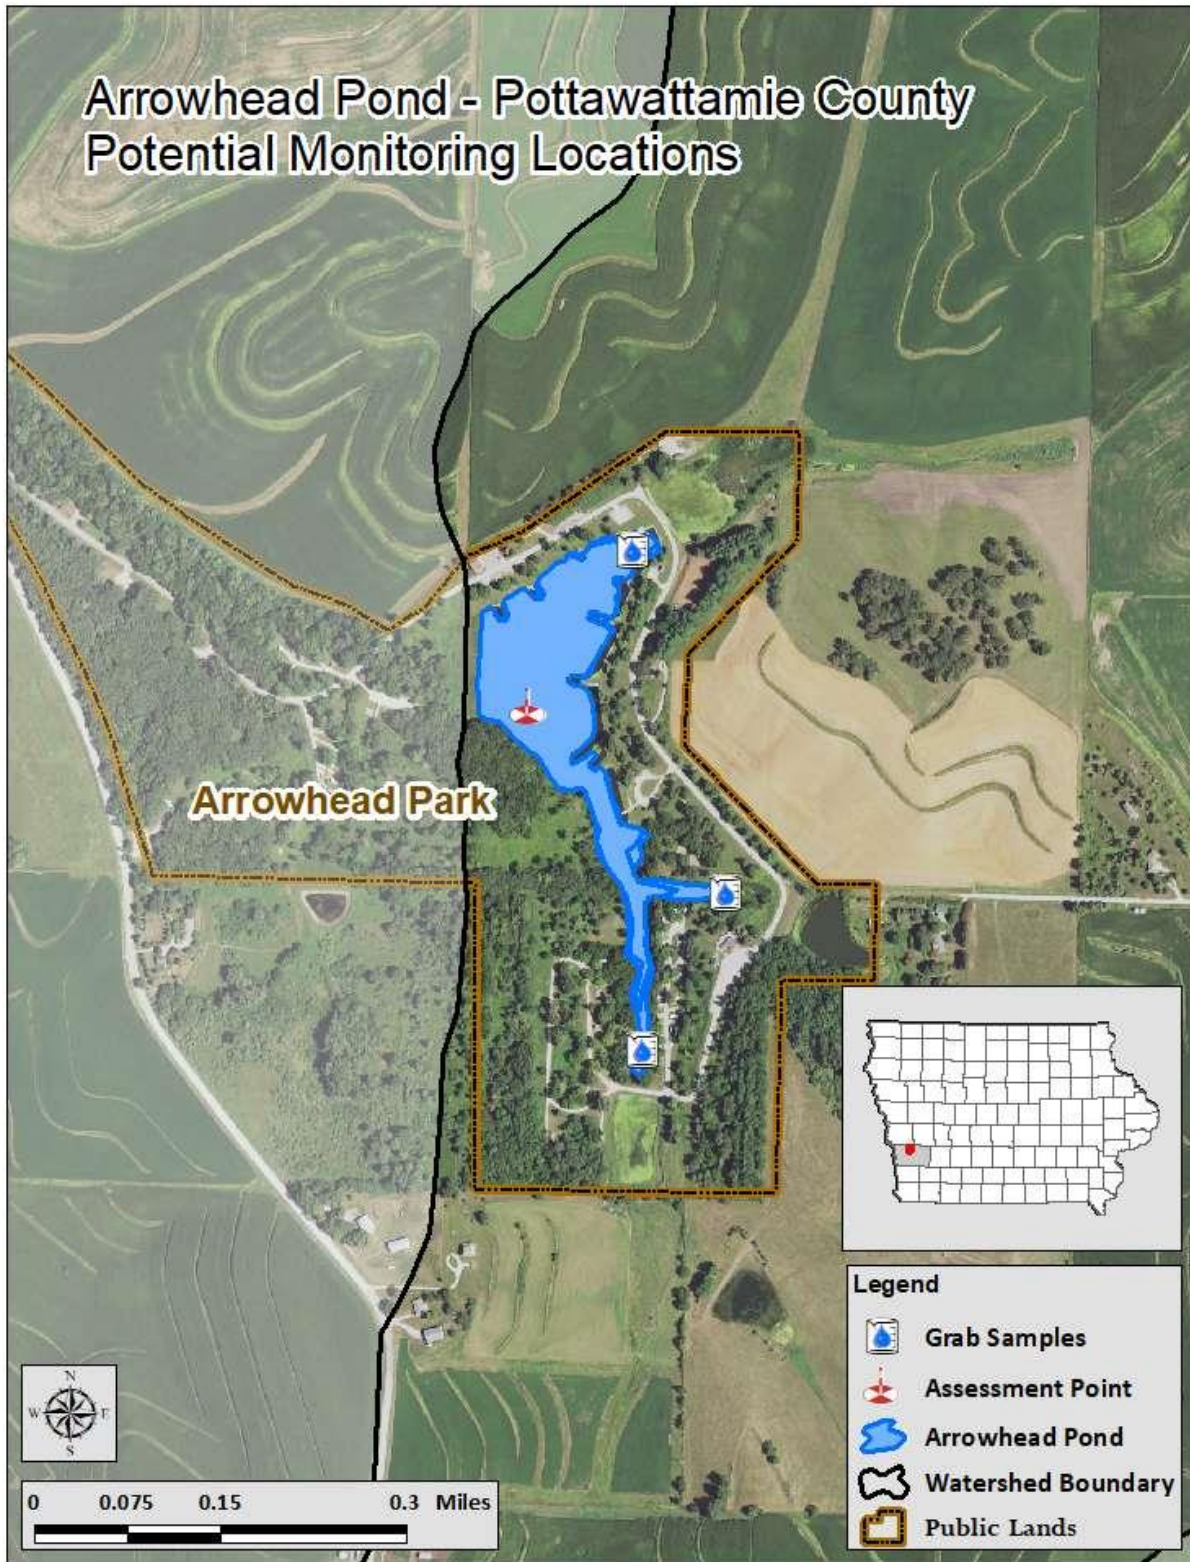 Arrowhead Pond - Pottawattamie County
Potential Monitoring Locations
Arrowhead Park
Legend
Grab Samples
Assessment Point
Arrowhead Pond
Watershed Boundary
Public Lands
N
W E
S
0 0.075 0.15 0.3 Miles